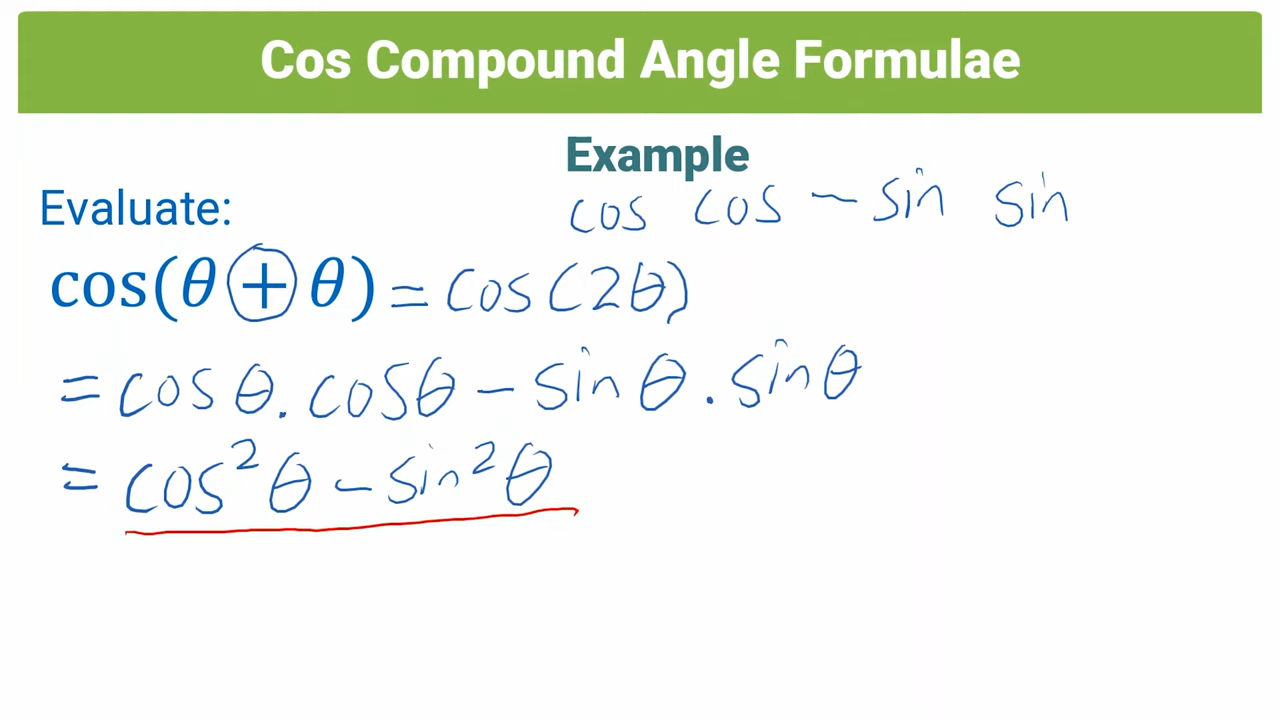 Cos Compound Angle Formulae
Example
cos cos - sin sin
Evaluate:
cos(θ + θ) = cos(2θ)
= cosθ . cosθ - sinθ . sinθ
= cos²θ - sin²θ